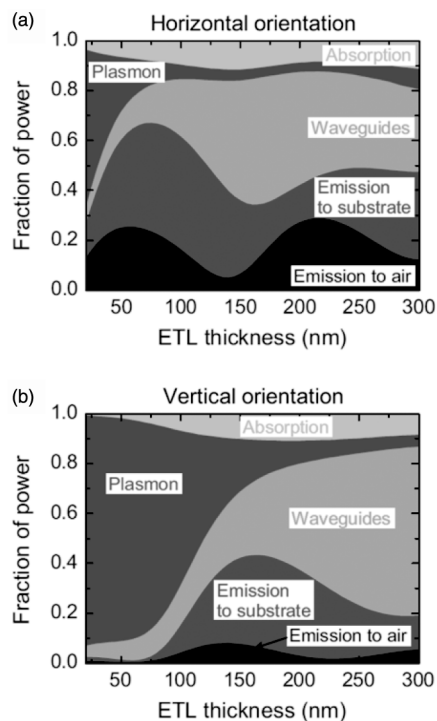 (a)
Horizontal orientation
Fraction of power
1.0
0.8
0.6
0.4
0.2
0.0
Absorption
Plasmon
Waveguides
Emission
to substrate
Emission to air
50
100
150
200
250
300
ETL thickness (nm)
(b)
Vertical orientation
Fraction of power
1.0
0.8
0.6
0.4
0.2
0.0
Absorption
Plasmon
Waveguides
Emission
to substrate
Emission to air
50
100
150
200
250
300
ETL thickness (nm)